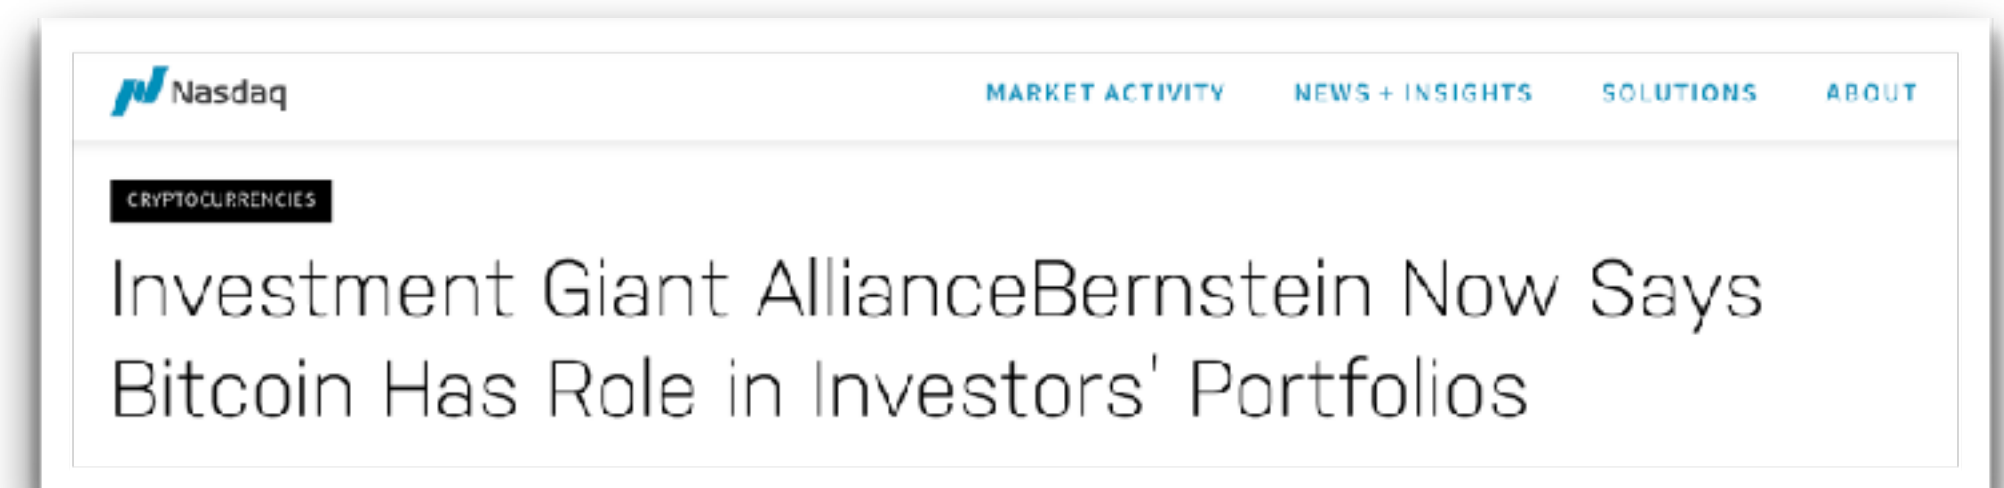 Nasdaq
MARKET ACTIVITY NEWS + INSIGHTS SOLUTIONS ABOUT
CRYPTOCURRENCIES
Investment Giant AllianceBernstein Now Says
Bitcoin Has Role in Investors' Portfolios